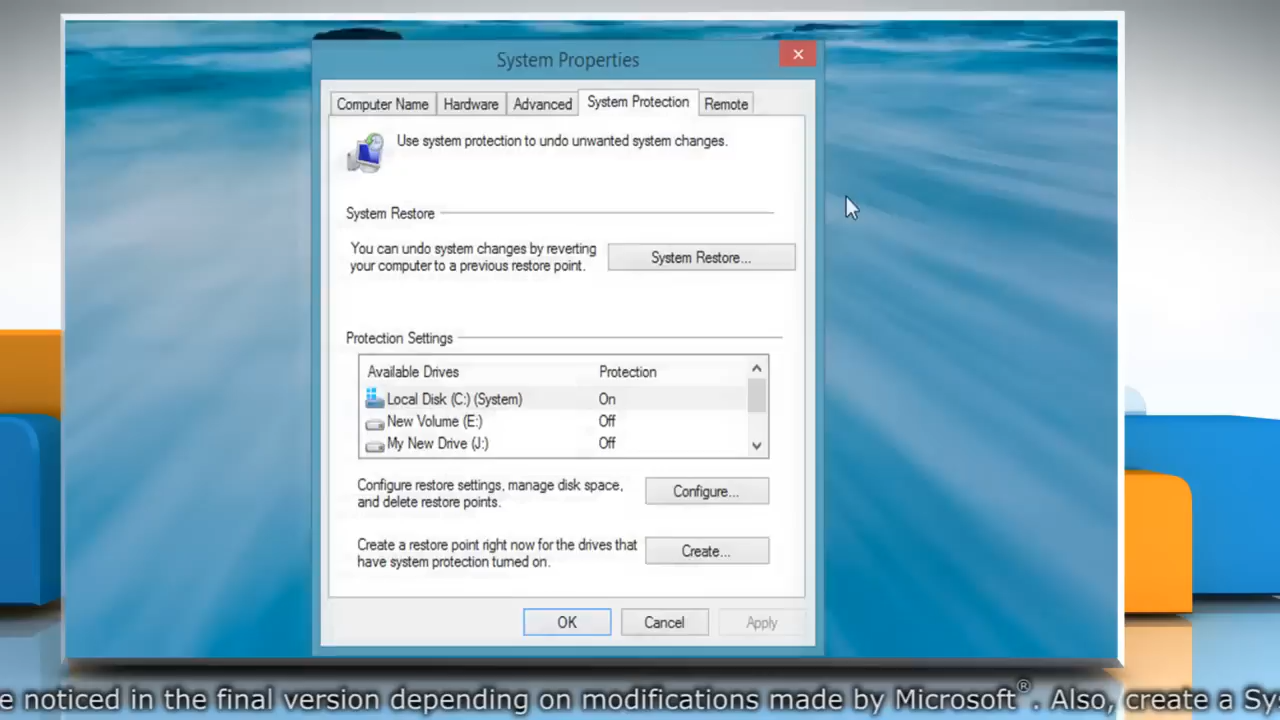 System Properties
Computer Name
Hardware
Advanced
System Protection
Remote
Use system protection to undo unwanted system changes.
System Restore
You can undo system changes by reverting
your computer to a previous restore point.
System Restore...
Protection Settings
Available Drives Protection
Local Disk (C:) (System) On
New Volume (E:) Off
My New Drive (J:) Off
Configure restore settings, manage disk space,
and delete restore points.
Configure...
Create a restore point right now for the drives that
have system protection turned on.
Create...
OK
Cancel
Apply
e noticed in the final version depending on modifications made by Microsoft®. Also, create a Sy